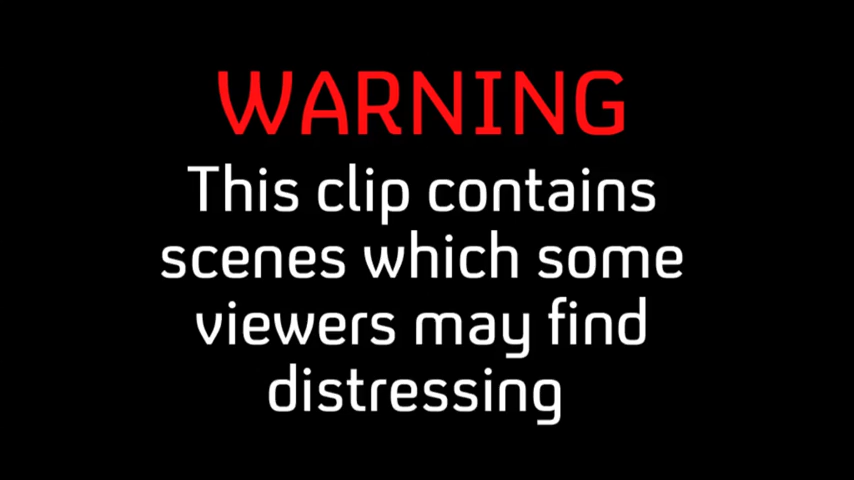 WARNING
This clip contains
scenes which some
viewers may find
distressing